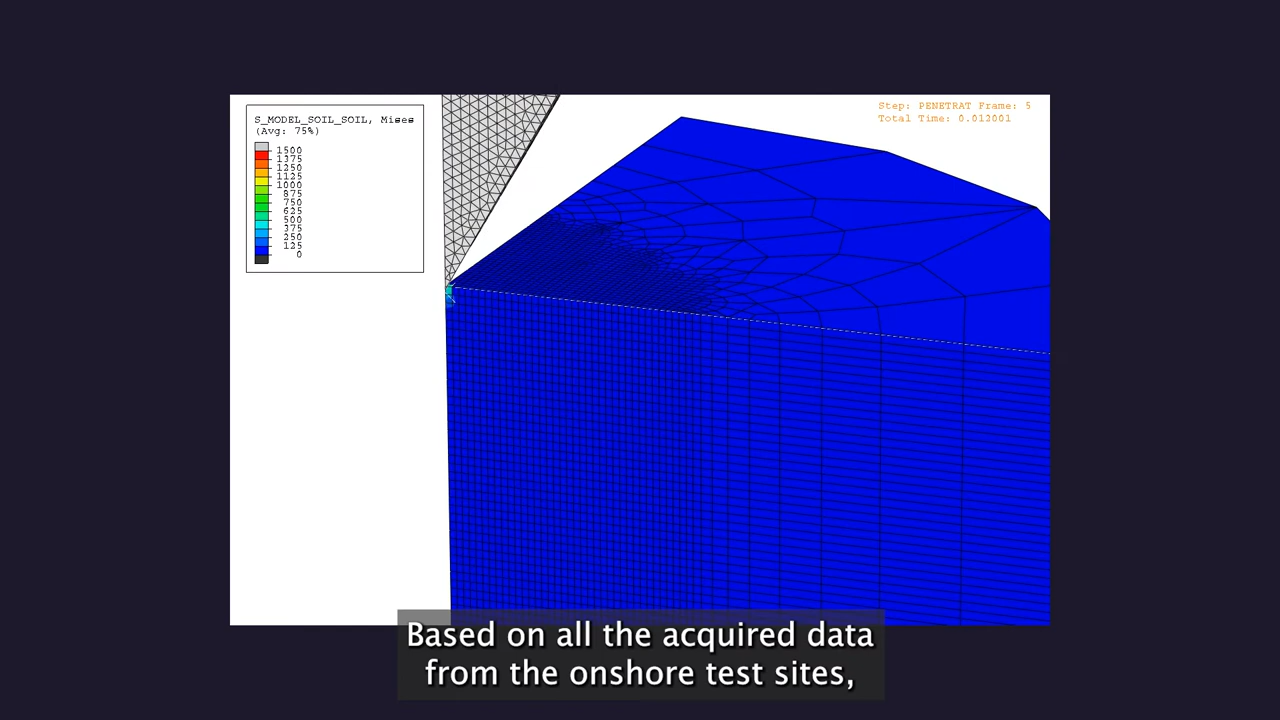 S_MODEL_SOIL_SOIL, Mises
(Avg: 75%)
1500
1375
1250
1125
1000
875
750
625
500
375
250
125
0
Step: PENETRAT Frame: 5
Total Time: 0.012001
Based on all the acquired data
from the onshore test sites,